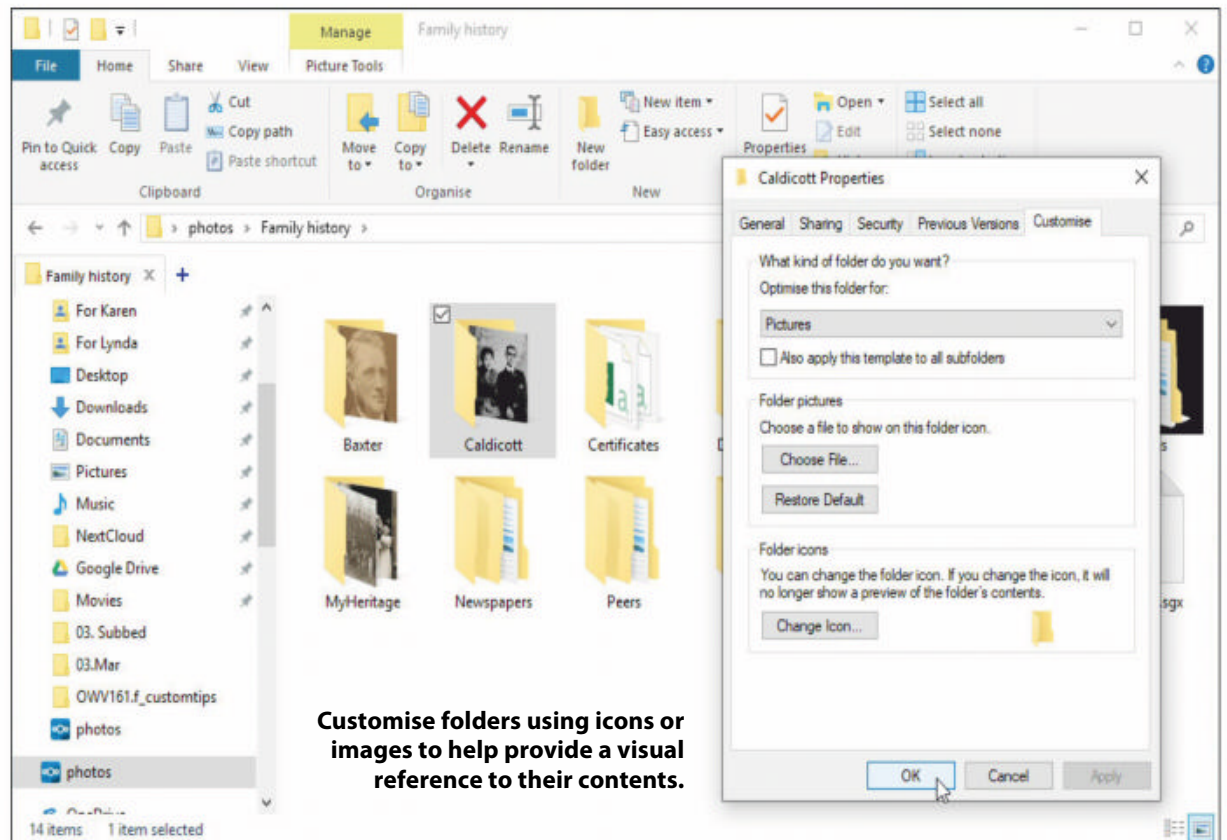 Manage
Family history
File
Home
Share
View
Picture Tools
Pin to Quick access
Copy
Paste
Cut
Copy path
Paste shortcut
Clipboard
Move to
Copy to
Delete
Rename
Organise
New folder
New item
Easy access
New
Properties
Open
Edit
Select all
Select none
photos > Family history >
Family history
For Karen
For Lynda
Desktop
Downloads
Documents
Pictures
Music
NextCloud
Google Drive
Movies
03. Subbed
03.Mar
OWV161.f_customtips
photos
photos
Baxter
Caldicott
Certificates
MyHeritage
Newspapers
Peers
.sgx
Caldicott Properties
General
Sharing
Security
Previous Versions
Customise
What kind of folder do you want?
Optimise this folder for:
Pictures
Also apply this template to all subfolders
Folder pictures
Choose a file to show on this folder icon.
Choose File...
Restore Default
Folder icons
You can change the folder icon. If you change the icon, it will
no longer show a preview of the folder's contents.
Change Icon...
OK
Cancel
Apply
Customise folders using icons or
images to help provide a visual
reference to their contents.
14 items
1 item selected